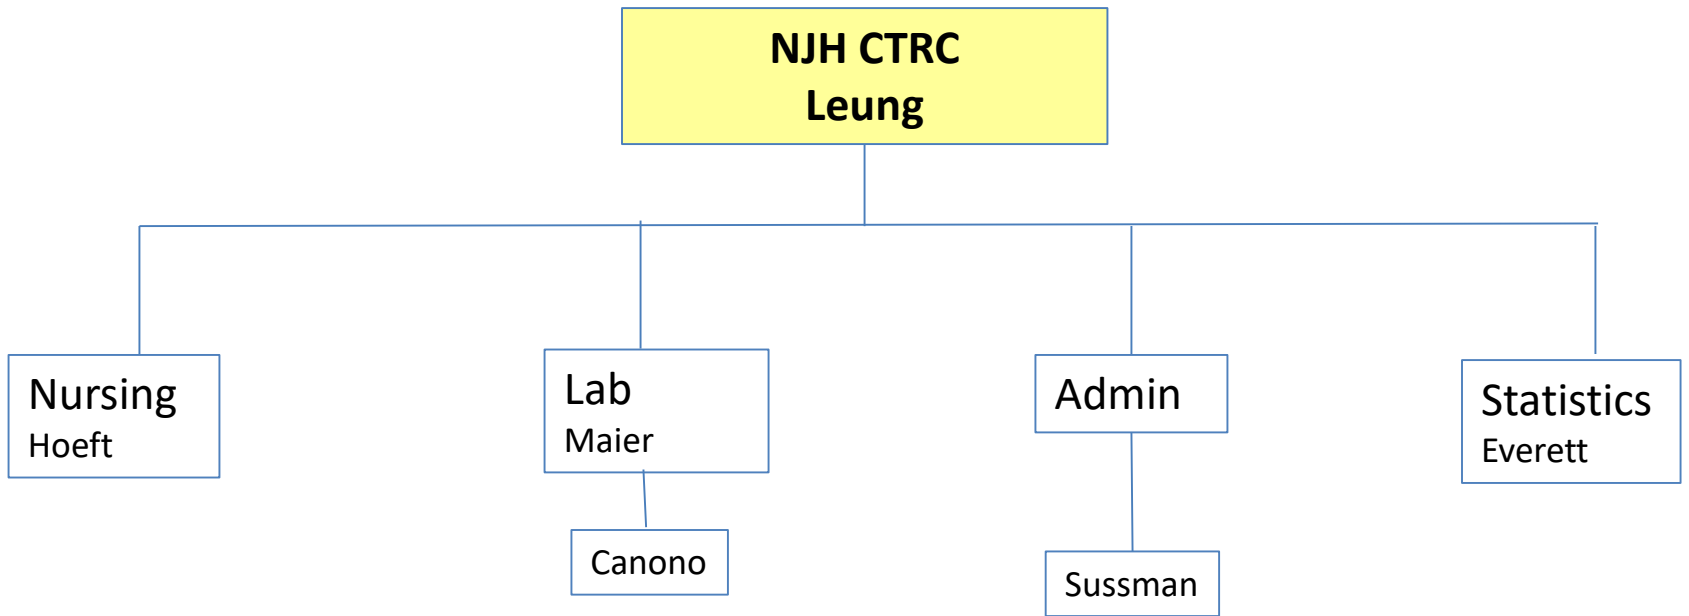 NJH CTRC
Leung
Nursing
Hoeft
Lab
Maier
Canono
Admin
Sussman
Statistics
Everett